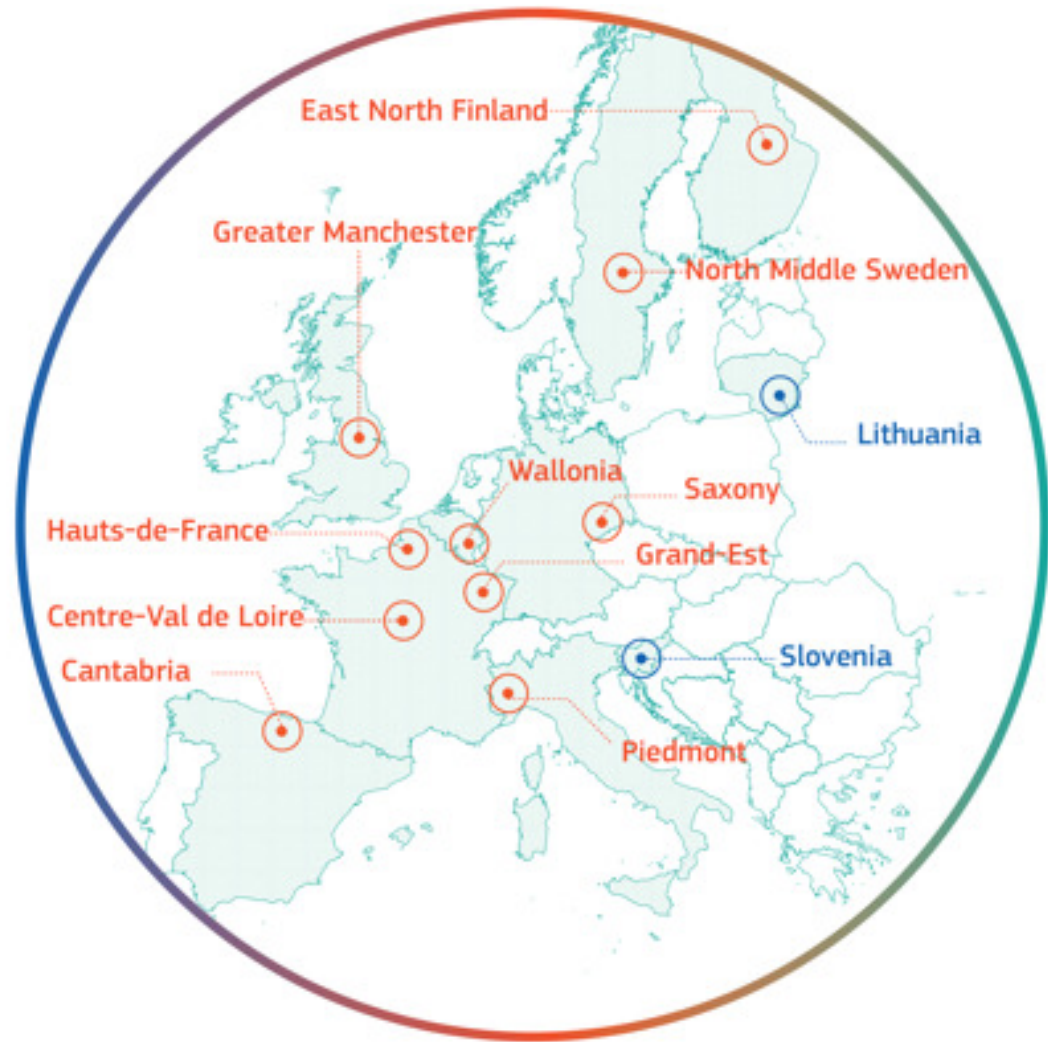 East North Finland
Greater Manchester
North Middle Sweden
Lithuania
Wallonia
Saxony
Hauts-de-France
Grand-Est
Centre-Val de Loire
Slovenia
Cantabria
Piedmont